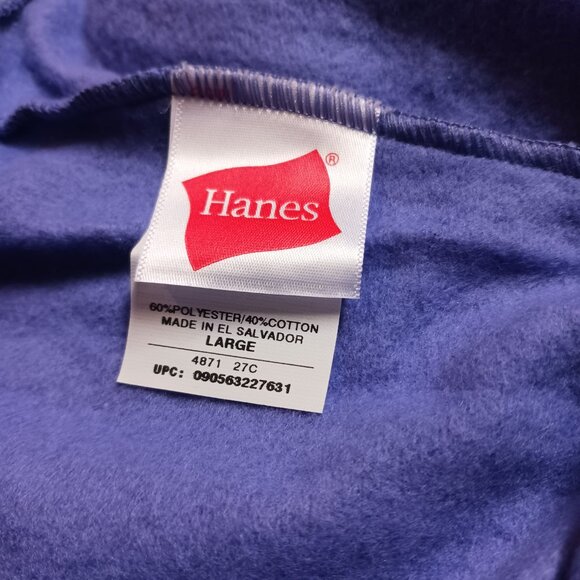 Hanes®
60%POLYESTER/40%COTTON
MADE IN EL SALVADOR
LARGE
4871 27C
UPC: 090563227631